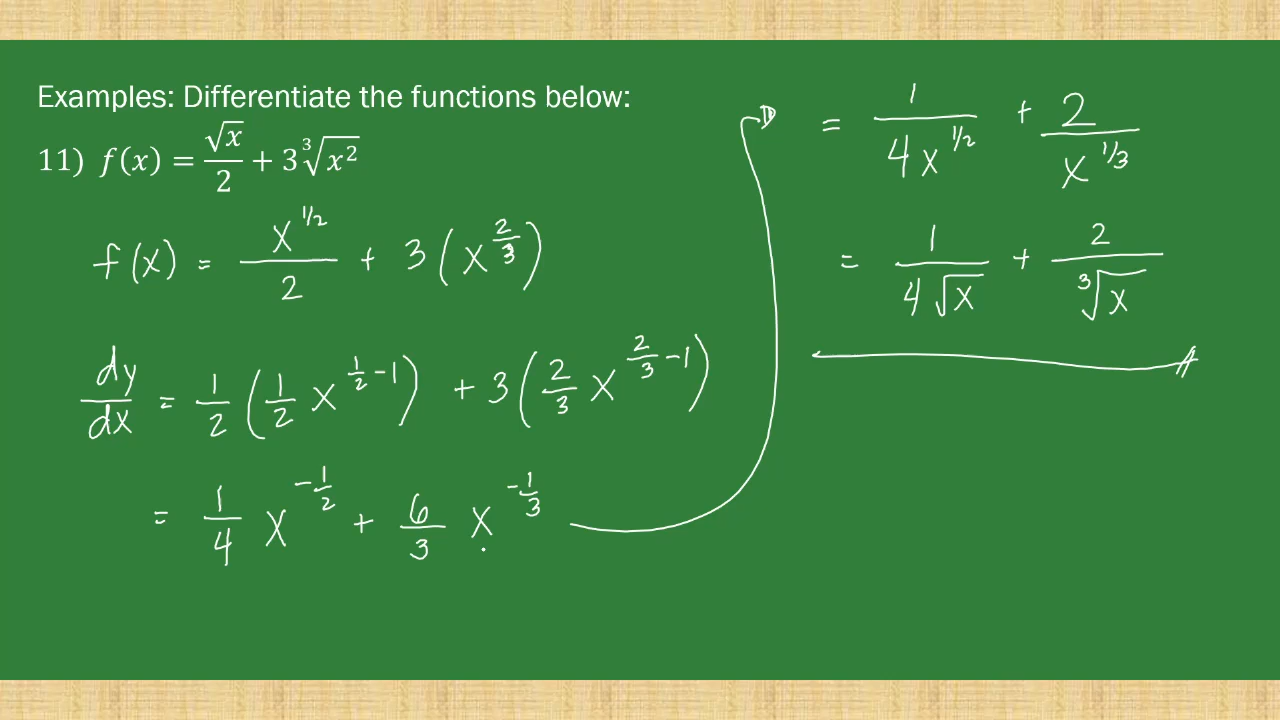 Examples: Differentiate the functions below:
11) f(x) = √x/2 + 3∛(x²)
f(x) = x^(1/2)/2 + 3(x^(2/3))
dy/dx = 1/2 (1/2 x^(1/2 - 1)) + 3(2/3 x^(2/3 - 1))
= 1/4 x^(-1/2) + 6/3 x^(-1/3)
= 1/(4x^(1/2)) + 2/(x^(1/3))
= 1/(4√x) + 2/(∛x)